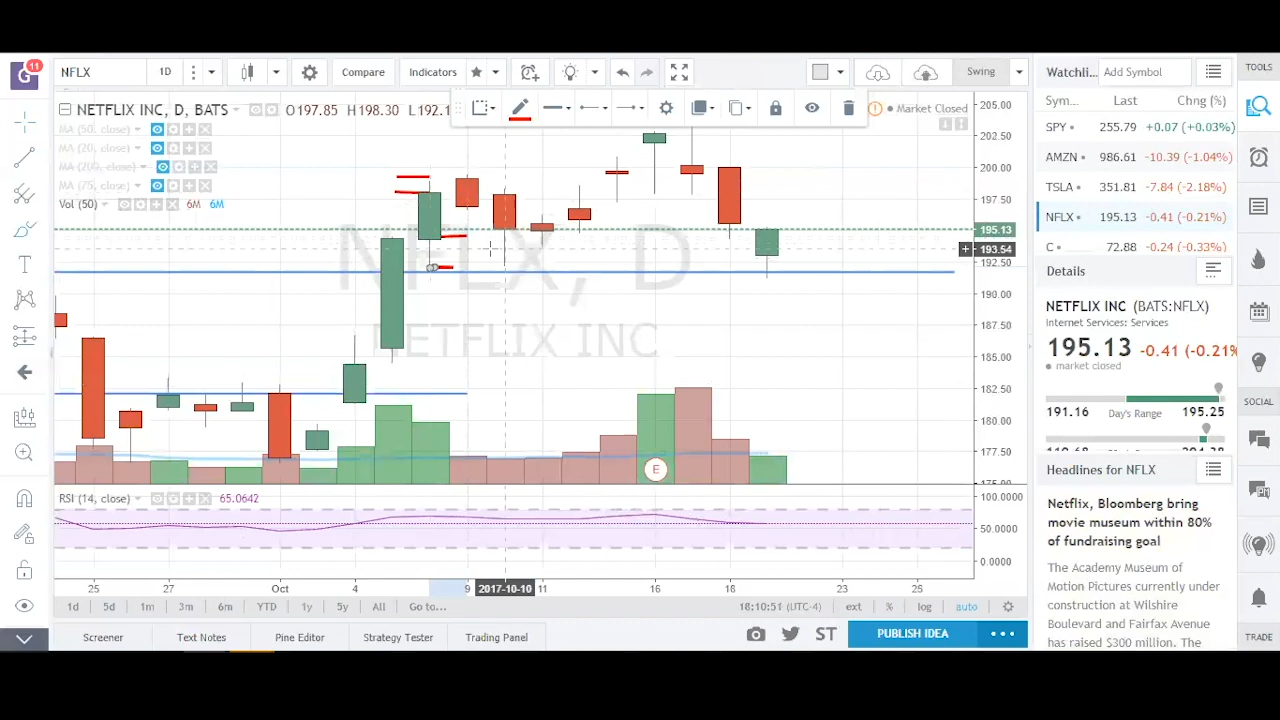 11
NFLX 1D Compare Indicators Swing Watchli... Add Symbol TOOLS
NETFLIX INC, D, BATS O197.85 H198.30 L192.1 Market Closed
MA (50, close)
MA (20, close)
MA (200, close)
MA (75, close)
Vol (50) 6M 6M
NFLX, D
NETFLIX INC
205.00
202.50
200.00
197.50
195.13
193.54
192.50
190.00
187.50
185.00
182.50
180.00
177.50
175.00
E
RSI (14, close) 65.0642
100.0000
50.0000
0.0000
25 27 Oct 4 9 2017-10-10 11 16 18 23 25
1d 5d 1m 3m 6m YTD 1y 5y All Go to... 18:10:51 (UTC-4) ext % log auto
Screener Text Notes Pine Editor Strategy Tester Trading Panel ST PUBLISH IDEA
Sym... Last Chg (%)
SPY 255.79 +0.07 (+0.03%)
AMZN 986.61 -10.39 (-1.04%)
TSLA 351.81 -7.84 (-2.18%)
NFLX 195.13 -0.41 (-0.21%)
C 72.88 -0.24 (-0.33%)
Details
NETFLIX INC (BATS:NFLX)
Internet Services: Services
195.13 -0.41 (-0.21%
market closed
191.16 Day's Range 195.25
Headlines for NFLX
Netflix, Bloomberg bring
movie museum within 80%
of fundraising goal
The Academy Museum of
Motion Pictures currently under
construction at Wilshire
Boulevard and Fairfax Avenue
has raised $300 million. The
SOCIAL
TRADE